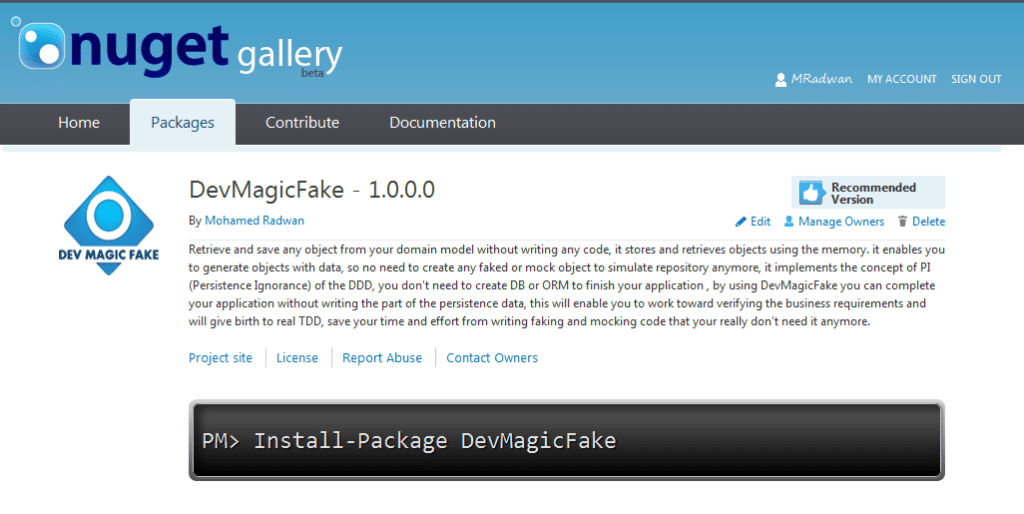 nuget gallery
beta
MRadwan MY ACCOUNT SIGN OUT
Home Packages Contribute Documentation
DEV MAGIC FAKE
DevMagicFake - 1.0.0.0
Recommended
Version
By Mohamed Radwan
Edit Manage Owners Delete
Retrieve and save any object from your domain model without writing any code, it stores and retrieves objects using the memory. it enables you
to generate objects with data, so no need to create any faked or mock object to simulate repository anymore, it implements the concept of PI
(Persistence Ignorance) of the DDD, you don't need to create DB or ORM to finish your application , by using DevMagicFake you can complete
your application without writing the part of the persistence data, this will enable you to work toward verifying the business requirements and
will give birth to real TDD, save your time and effort from writing faking and mocking code that your really don't need it anymore.
Project site License Report Abuse Contact Owners
PM> Install-Package DevMagicFake